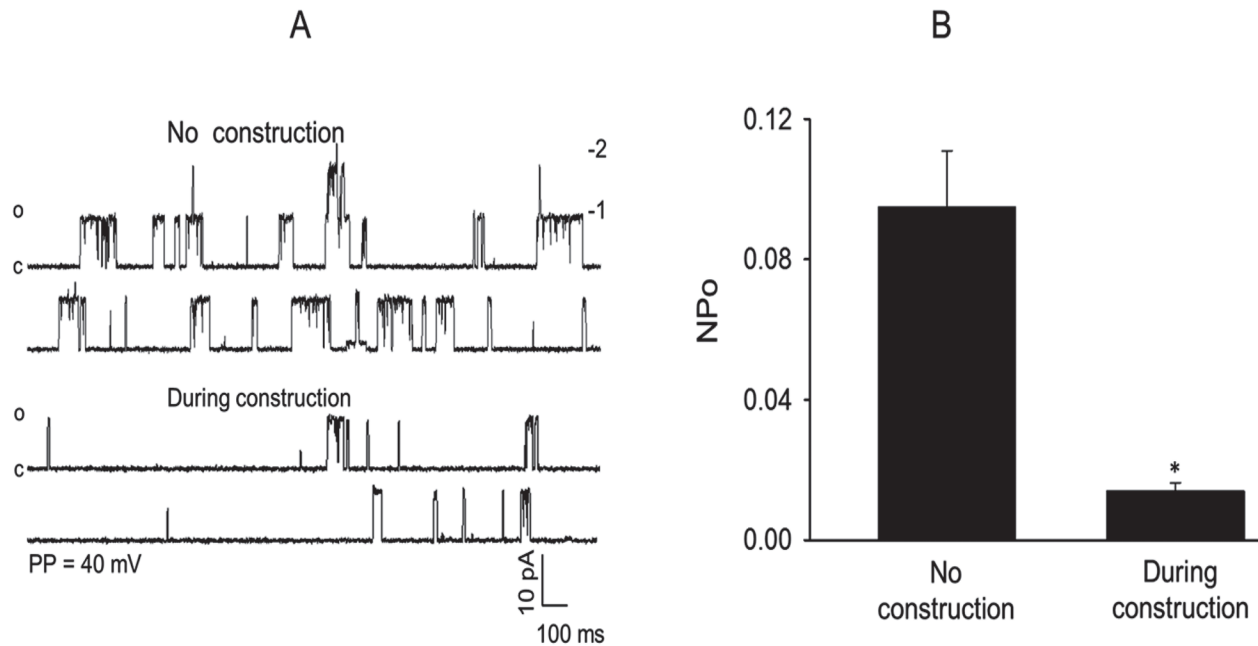 A
No construction
-2
-1
o
c
During construction
o
c
PP = 40 mV
10 pA
100 ms
B
NPo
0.12
0.08
0.04
0.00
*
No
construction
During
construction